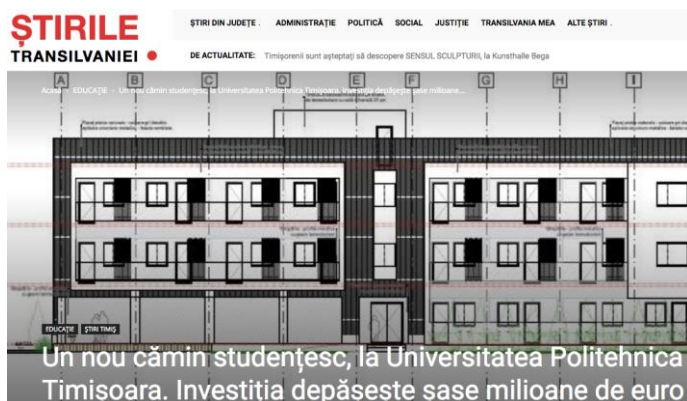 ȘTIRILE
TRANSILVANIEI
ȘTIRI DIN JUDEȚE . ADMINISTRAȚIE POLITICĂ SOCIAL JUSTIȚIE TRANSILVANIA MEA ALTE ȘTIRI .
DE ACTUALITATE: Timișorenii sunt așteptați să descopere SENSUL SCULPTURII, la Kunsthalle Bega
A B C D E F G H I
Acasă EDUCAȚIE Un nou cămin studențesc, la Universitatea Politehnica Timișoara. Investiția depășește șase milioane...
EDUCAȚIE ȘTIRI TIMIȘ
Un nou cămin studențesc, la Universitatea Politehnica
Timișoara. Investiția depășește șase milioane de euro